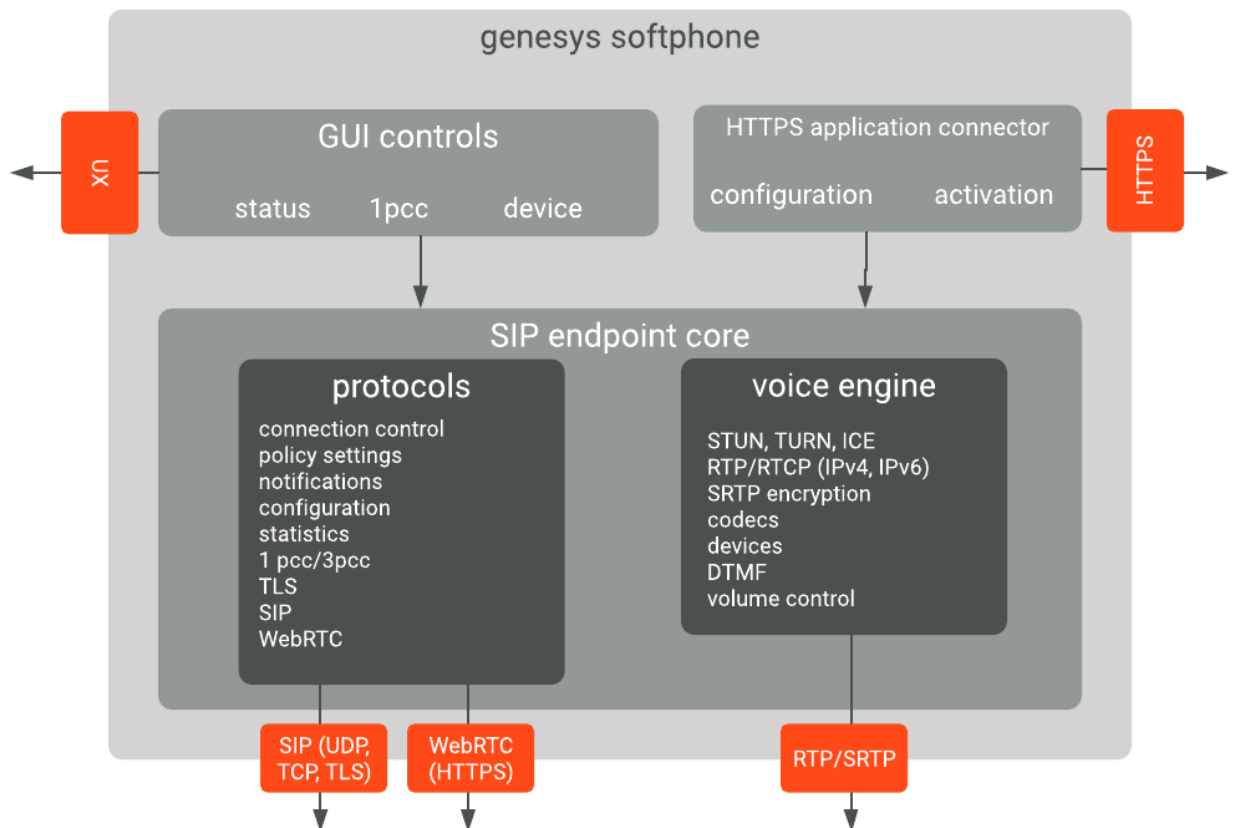 genesys softphone
GUI controls
status 1pcc device
UX
HTTPS application connector
configuration activation
HTTPS
SIP endpoint core
protocols
connection control
policy settings
notifications
configuration
statistics
1 pcc/3pcc
TLS
SIP
WebRTC
voice engine
STUN, TURN, ICE
RTP/RTCP (IPv4, IPv6)
SRTP encryption
codecs
devices
DTMF
volume control
SIP (UDP,
TCP, TLS)
WebRTC
(HTTPS)
RTP/SRTP